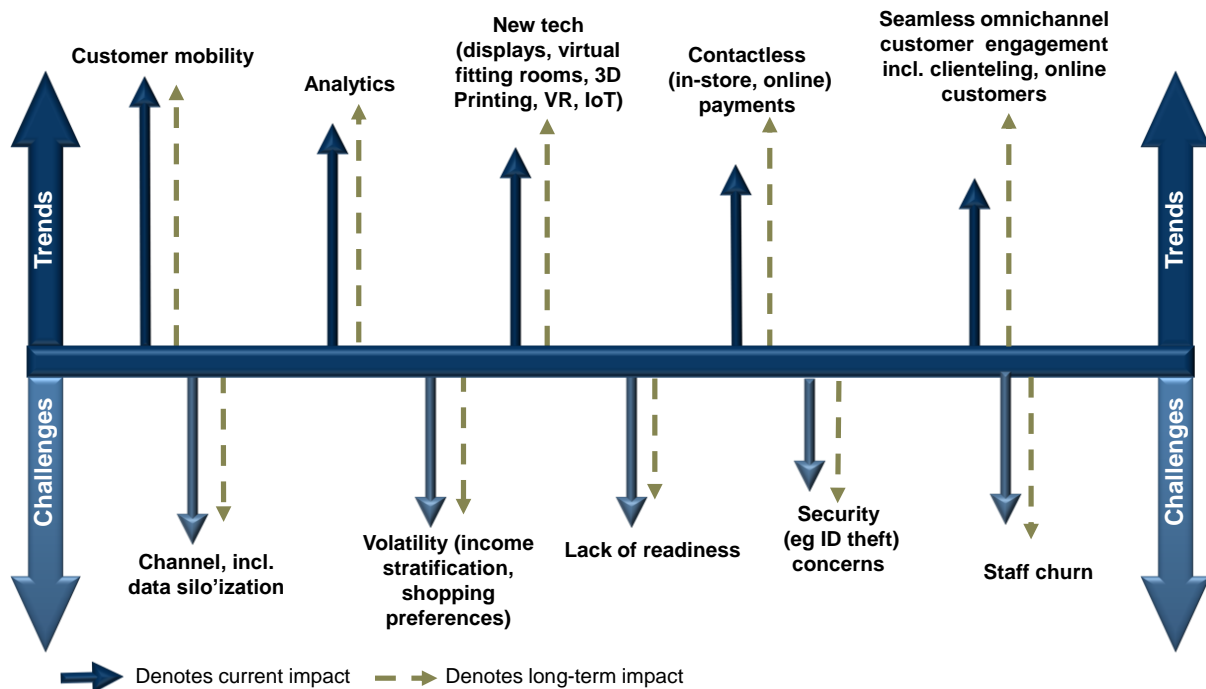 Customer mobility
Analytics
New tech
(displays, virtual
fitting rooms, 3D
Printing, VR, IoT)
Contactless
(in-store, online)
payments
Seamless omnichannel
customer engagement
incl. clienteling, online
customers
Trends
Trends
Challenges
Challenges
Channel, incl.
data silo’ization
Volatility (income
stratification,
shopping
preferences)
Lack of readiness
Security
(eg ID theft)
concerns
Staff churn
Denotes current impact
Denotes long-term impact